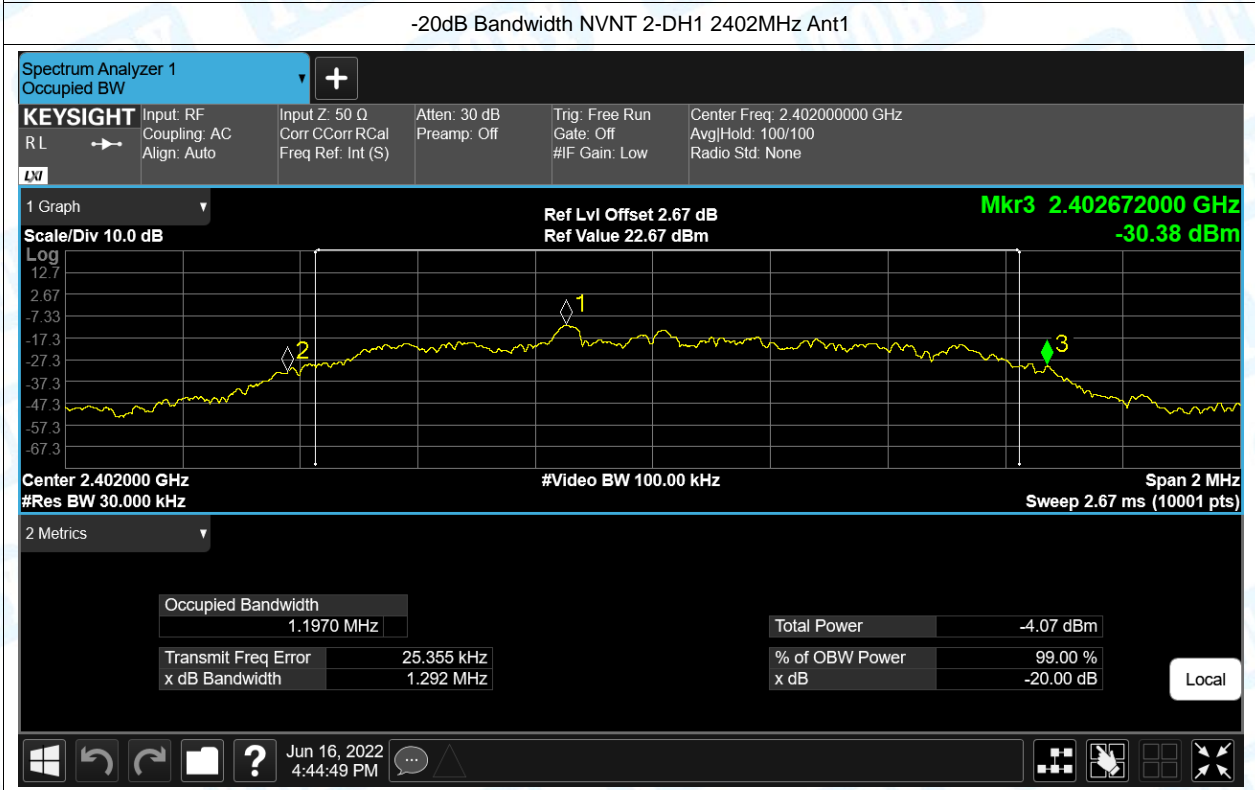 -20dB Bandwidth NVNT 2-DH1 2402MHz Ant1
Spectrum Analyzer 1
Occupied BW
KEYSIGHT
RL
LXI
Input: RF
Coupling: AC
Align: Auto
Input Z: 50 Ω
Corr CCorr RCal
Freq Ref: Int (S)
Atten: 30 dB
Preamp: Off
Trig: Free Run
Gate: Off
#IF Gain: Low
Center Freq: 2.402000000 GHz
Avg|Hold: 100/100
Radio Std: None
1 Graph
Scale/Div 10.0 dB
Ref Lvl Offset 2.67 dB
Ref Value 22.67 dBm
Mkr3 2.402672000 GHz
-30.38 dBm
Log
12.7
2.67
-7.33
-17.3
-27.3
-37.3
-47.3
-57.3
-67.3
1
2
3
Center 2.402000 GHz
#Video BW 100.00 kHz
Span 2 MHz
#Res BW 30.000 kHz
Sweep 2.67 ms (10001 pts)
2 Metrics
Occupied Bandwidth
1.1970 MHz
Transmit Freq Error 25.355 kHz
x dB Bandwidth 1.292 MHz
Total Power -4.07 dBm
% of OBW Power 99.00 %
x dB -20.00 dB
Local
?
Jun 16, 2022
4:44:49 PM